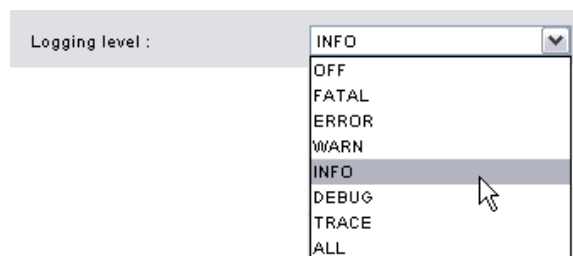 Logging level : INFO
OFF
FATAL
ERROR
WARN
INFO
DEBUG
TRACE
ALL